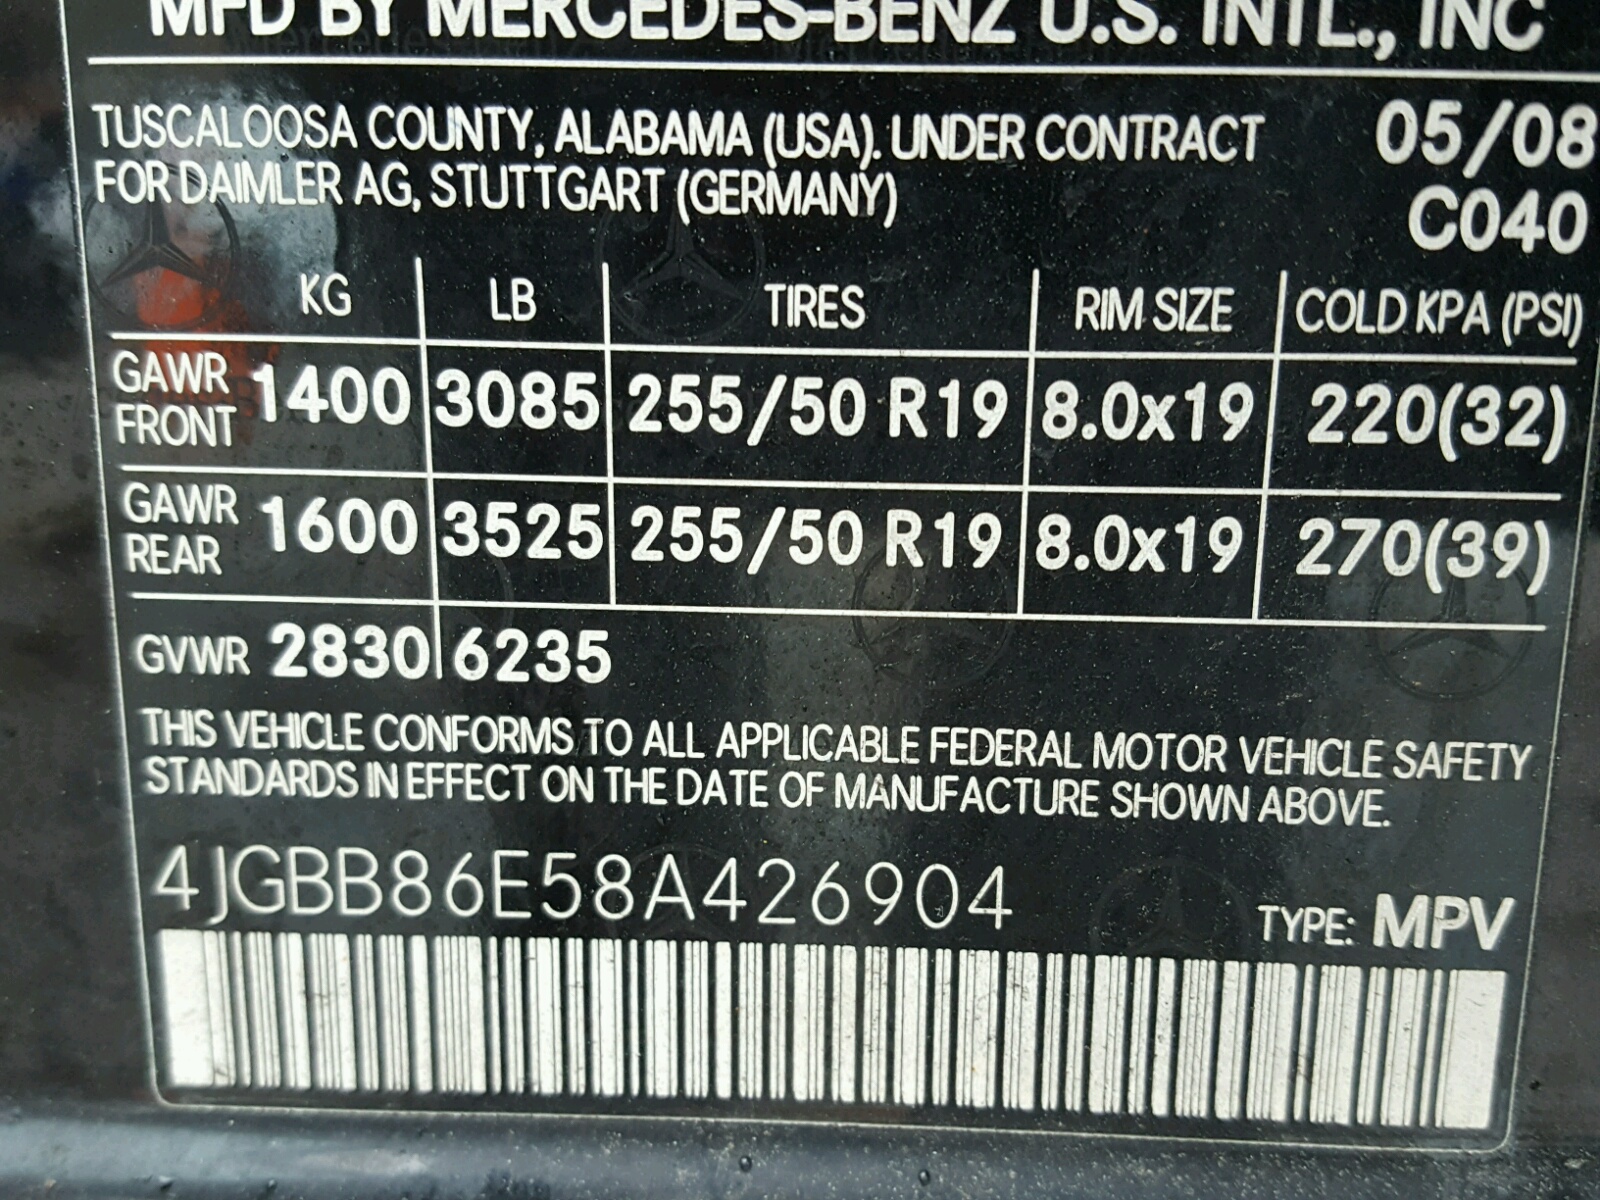 MFD BY MERCEDES-BENZ U.S. INTL., INC
TUSCALOOSA COUNTY, ALABAMA (USA). UNDER CONTRACT 05/08
FOR DAIMLER AG, STUTTGART (GERMANY) C040
KG LB TIRES RIM SIZE COLD KPA (PSI)
GAWR FRONT 1400 3085 255/50 R19 8.0x19 220(32)
GAWR REAR 1600 3525 255/50 R19 8.0x19 270(39)
GVWR 2830 6235
THIS VEHICLE CONFORMS TO ALL APPLICABLE FEDERAL MOTOR VEHICLE SAFETY
STANDARDS IN EFFECT ON THE DATE OF MANUFACTURE SHOWN ABOVE.
4JGBB86E58A426904
TYPE: MPV